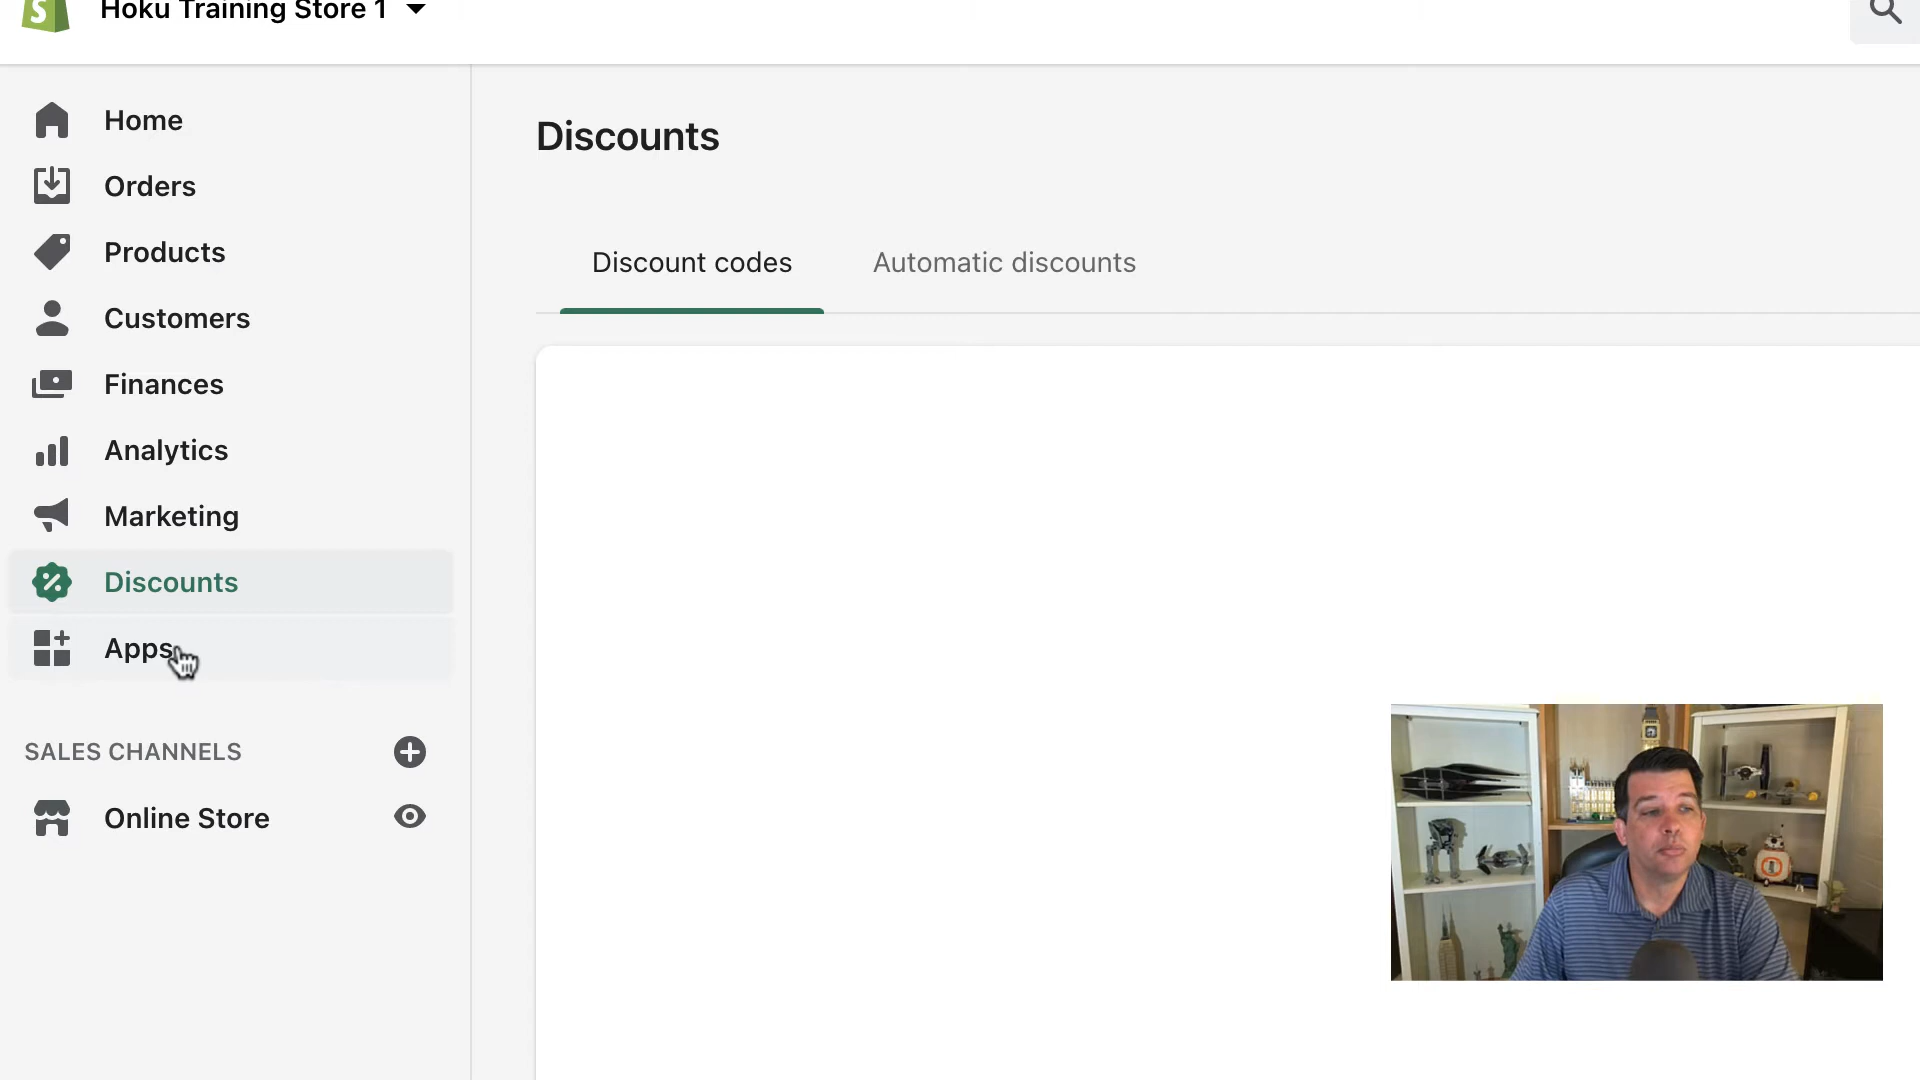 Hoku Training Store 1
Home
Orders
Products
Customers
Finances
Analytics
Marketing
Discounts
Apps
SALES CHANNELS
Online Store
Discounts
Discount codes
Automatic discounts